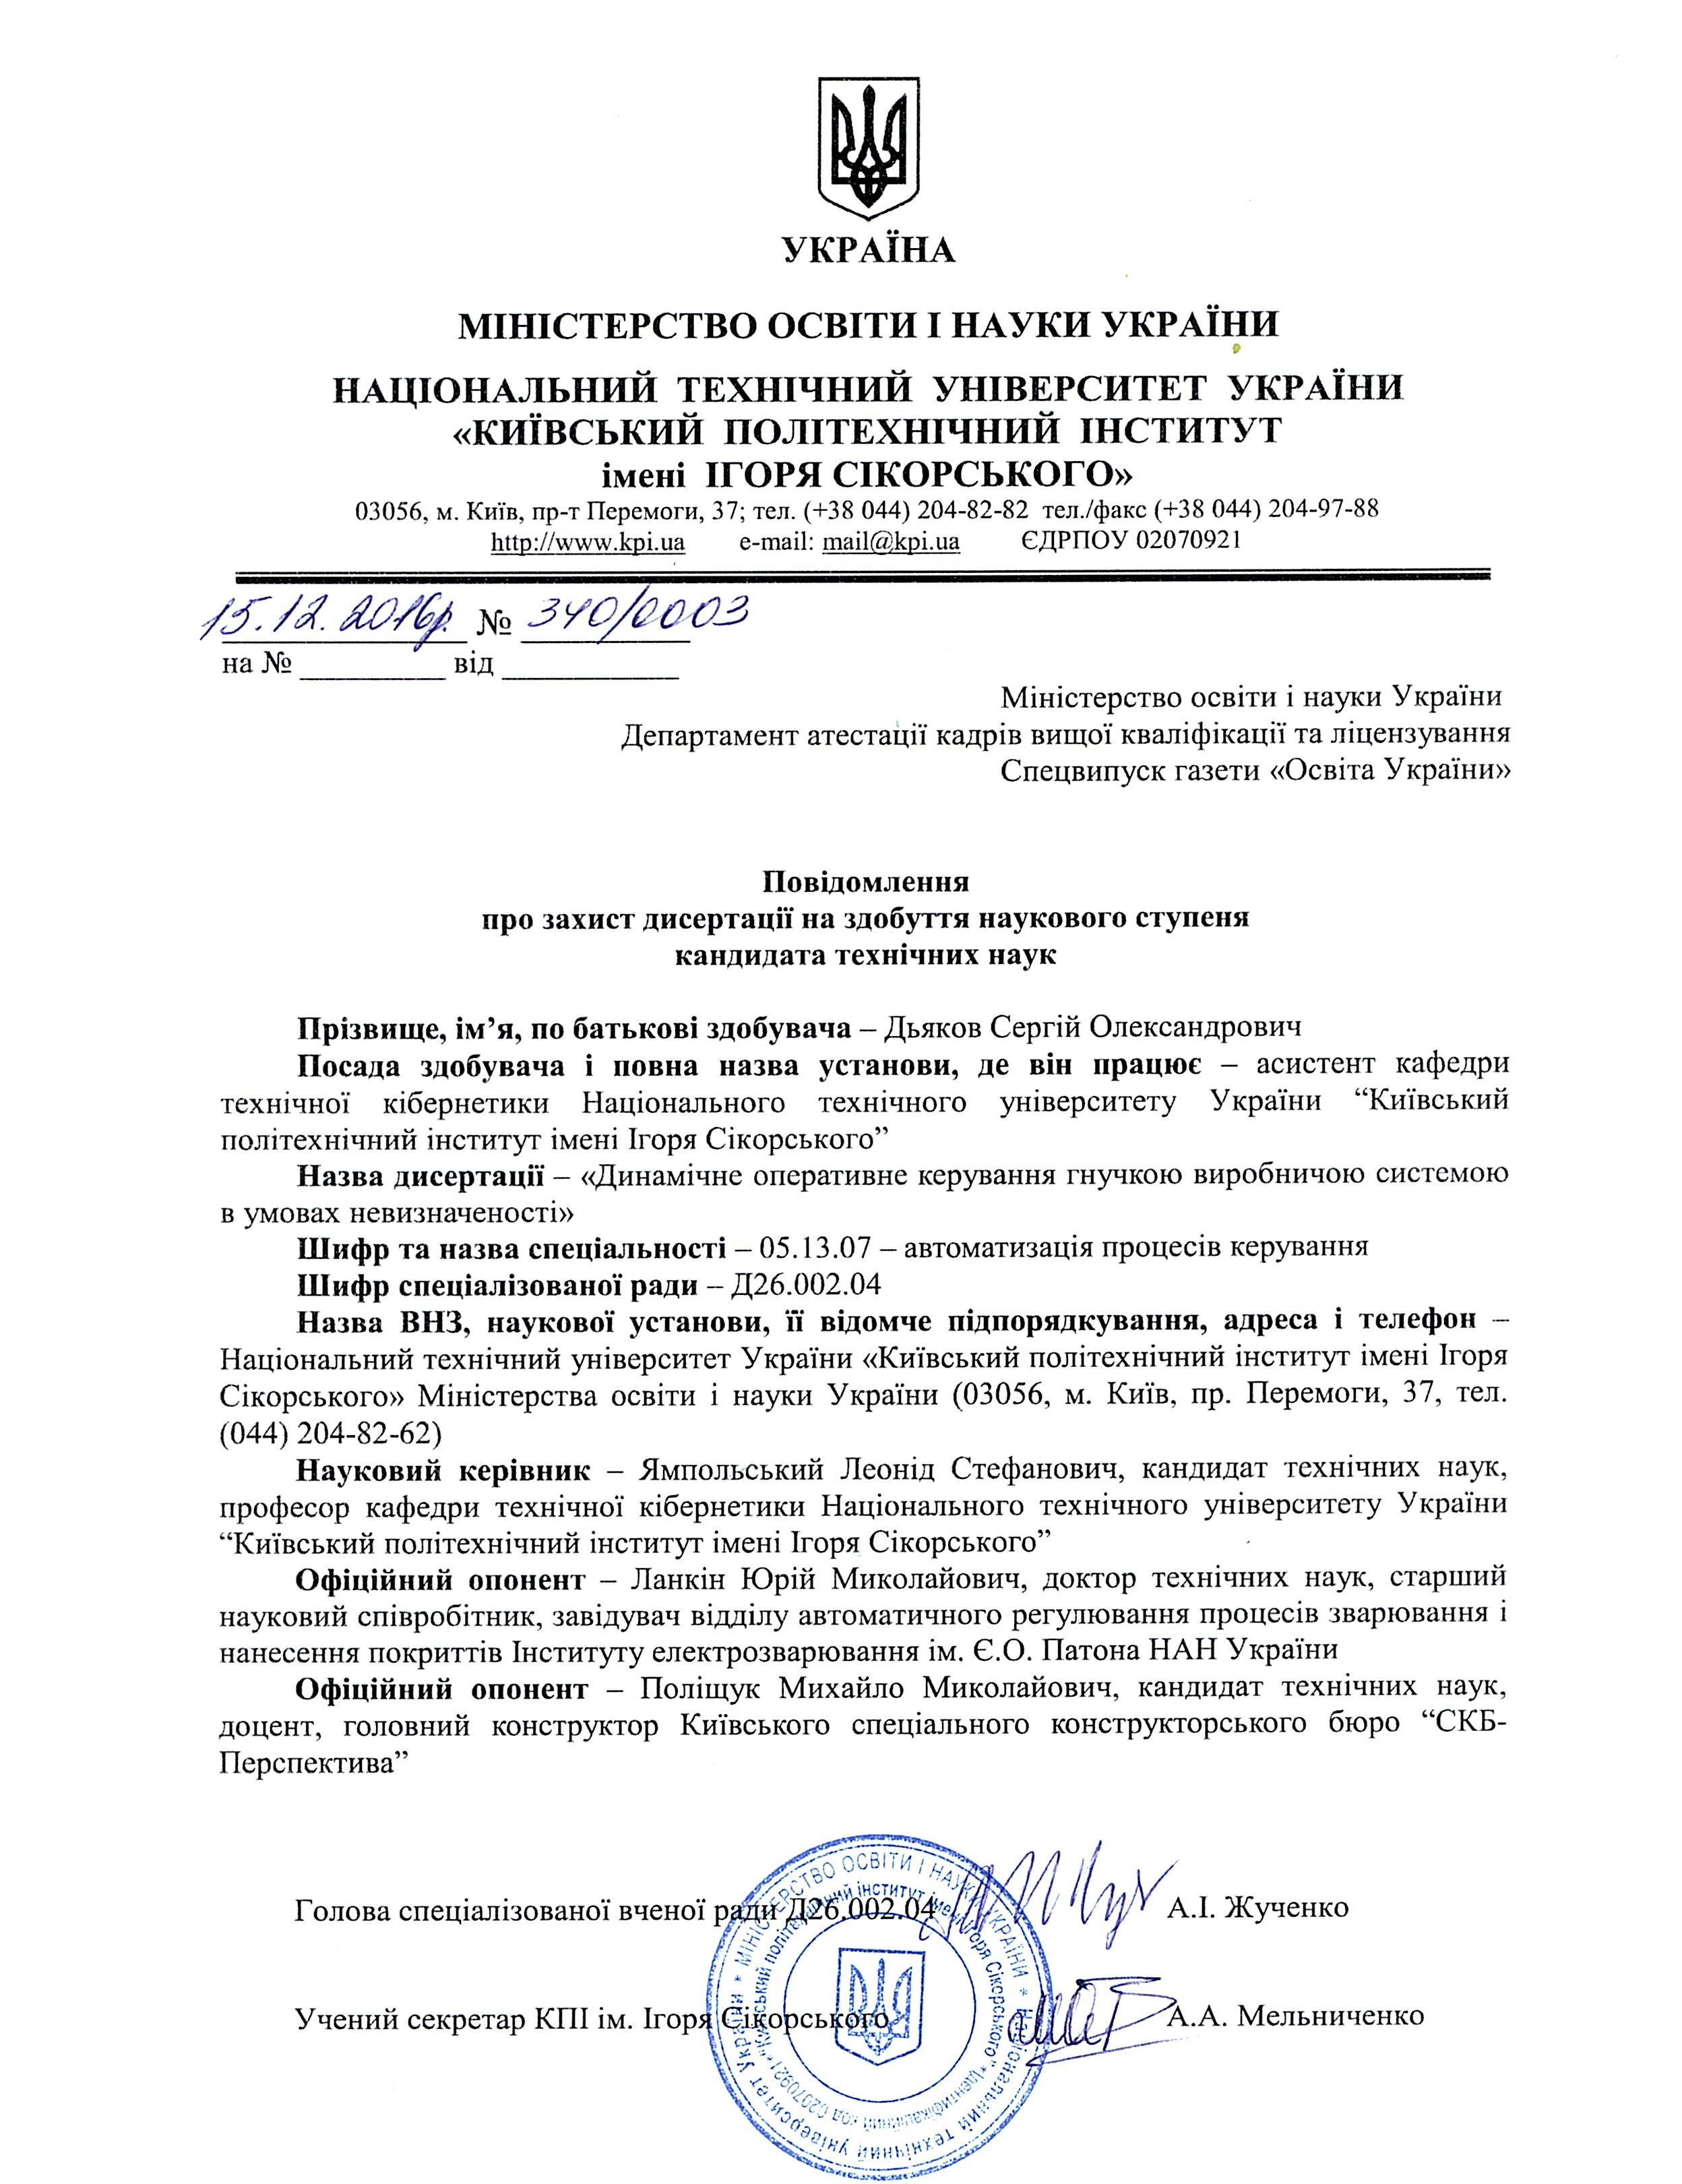 УКРАЇНА
МІНІСТЕРСТВО ОСВІТИ І НАУКИ УКРАЇНИ
НАЦІОНАЛЬНИЙ ТЕХНІЧНИЙ УНІВЕРСИТЕТ УКРАЇНИ
«КИЇВСЬКИЙ ПОЛІТЕХНІЧНИЙ ІНСТИТУТ
імені ІГОРЯ СІКОРСЬКОГО»
03056, м. Київ, пр-т Перемоги, 37; тел. (+38 044) 204-82-82 тел./факс (+38 044) 204-97-88
http://www.kpi.ua e-mail: mail@kpi.ua ЄДРПОУ 02070921
15.12.2016р. № 340/0003
на № __________ від ____________
Міністерство освіти і науки України
Департамент атестації кадрів вищої кваліфікації та ліцензування
Спецвипуск газети «Освіта України»
Повідомлення
про захист дисертації на здобуття наукового ступеня
кандидата технічних наук
Прізвище, ім’я, по батькові здобувача – Дьяков Сергій Олександрович
Посада здобувача і повна назва установи, де він працює – асистент кафедри
технічної кібернетики Національного технічного університету України “Київський
політехнічний інститут імені Ігоря Сікорського”
Назва дисертації – «Динамічне оперативне керування гнучкою виробничою системою
в умовах невизначеності»
Шифр та назва спеціальності – 05.13.07 – автоматизація процесів керування
Шифр спеціалізованої ради – Д26.002.04
Назва ВНЗ, наукової установи, її відомче підпорядкування, адреса і телефон –
Національний технічний університет України «Київський політехнічний інститут імені Ігоря
Сікорського» Міністерства освіти і науки України (03056, м. Київ, пр. Перемоги, 37, тел.
(044) 204-82-62)
Науковий керівник – Ямпольський Леонід Стефанович, кандидат технічних наук,
професор кафедри технічної кібернетики Національного технічного університету України
“Київський політехнічний інститут імені Ігоря Сікорського”
Офіційний опонент – Ланкін Юрій Миколайович, доктор технічних наук, старший
науковий співробітник, завідувач відділу автоматичного регулювання процесів зварювання і
нанесення покриттів Інституту електрозварювання ім. Є.О. Патона НАН України
Офіційний опонент – Поліщук Михайло Миколайович, кандидат технічних наук,
доцент, головний конструктор Київського спеціального конструкторського бюро “СКБ-
Перспектива”
Голова спеціалізованої вченої ради Д26.002.04 А.І. Жученко
Учений секретар КПІ ім. Ігоря Сікорського А.А. Мельниченко
* МІНІСТЕРСТВО ОСВІТИ І НАУКИ УКРАЇНИ * Національний технічний університет України
"Київський політехнічний інститут імені Ігоря Сікорського" * Ідентифікаційний код 02070921 *